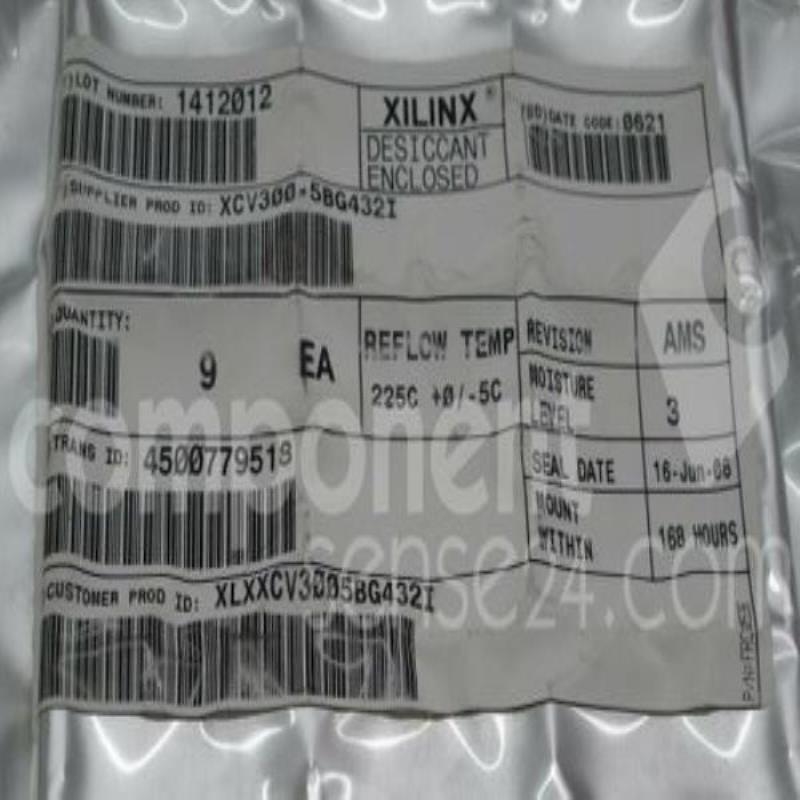 LOT NUMBER: 1412012
XILINX®
DESICCANT
ENCLOSED
DATE CODE: 0621
SUPPLIER PROD ID: XCV300-5BG432I
QUANTITY:
9 EA
REFLOW TEMP
225C +0/-5C
REVISION AMS
MOISTURE
LEVEL 3
SEAL DATE 16-Jun-08
MOUNT
WITHIN 168 HOURS
TRANS ID: 4500779518
CUSTOMER PROD ID: XLXXCV3005BG432I
component
sense24.com